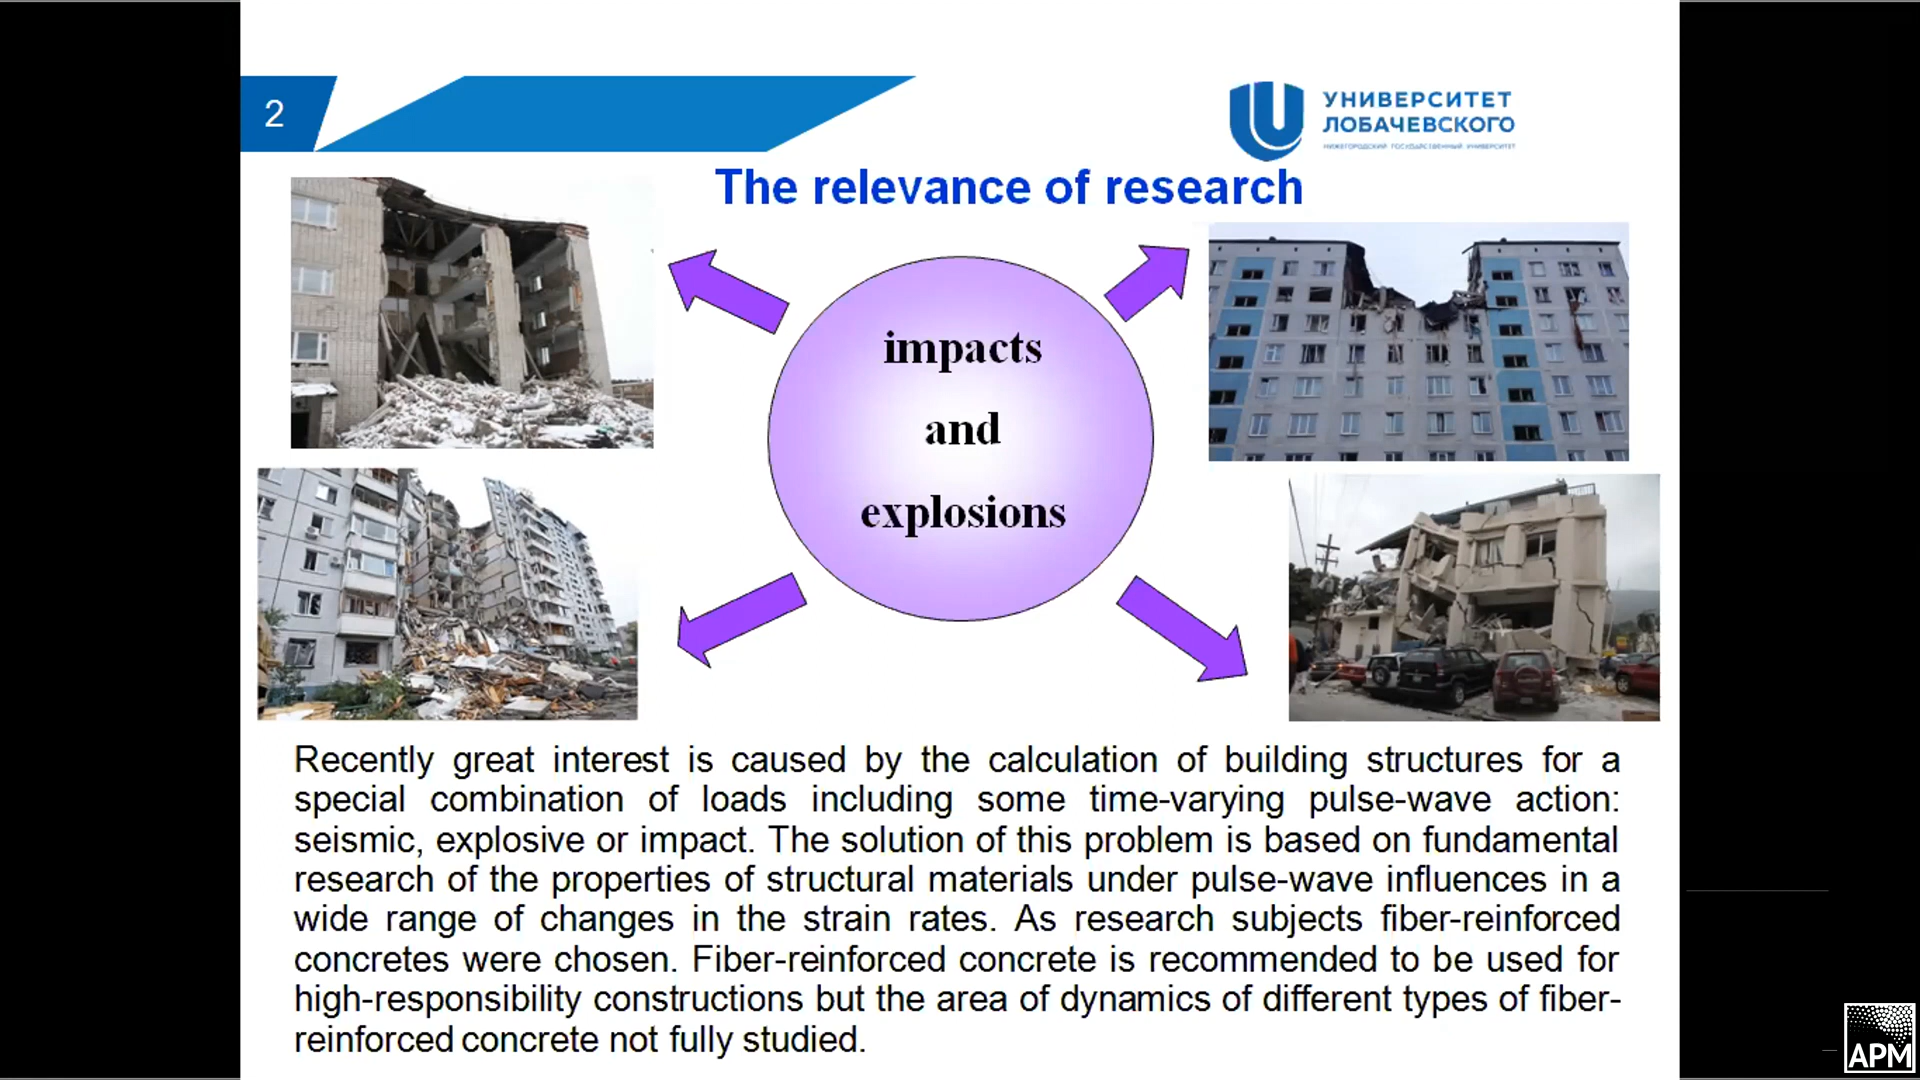 2
УНИВЕРСИТЕТ
ЛОБАЧЕВСКОГО
НИЖЕГОРОДСКИЙ ГОСУДАРСТВЕННЫЙ УНИВЕРСИТЕТ
The relevance of research
impacts
and
explosions
Recently great interest is caused by the calculation of building structures for a
special combination of loads including some time-varying pulse-wave action:
seismic, explosive or impact. The solution of this problem is based on fundamental
research of the properties of structural materials under pulse-wave influences in a
wide range of changes in the strain rates. As research subjects fiber-reinforced
concretes were chosen. Fiber-reinforced concrete is recommended to be used for
high-responsibility constructions but the area of dynamics of different types of fiber-
reinforced concrete not fully studied.
APM